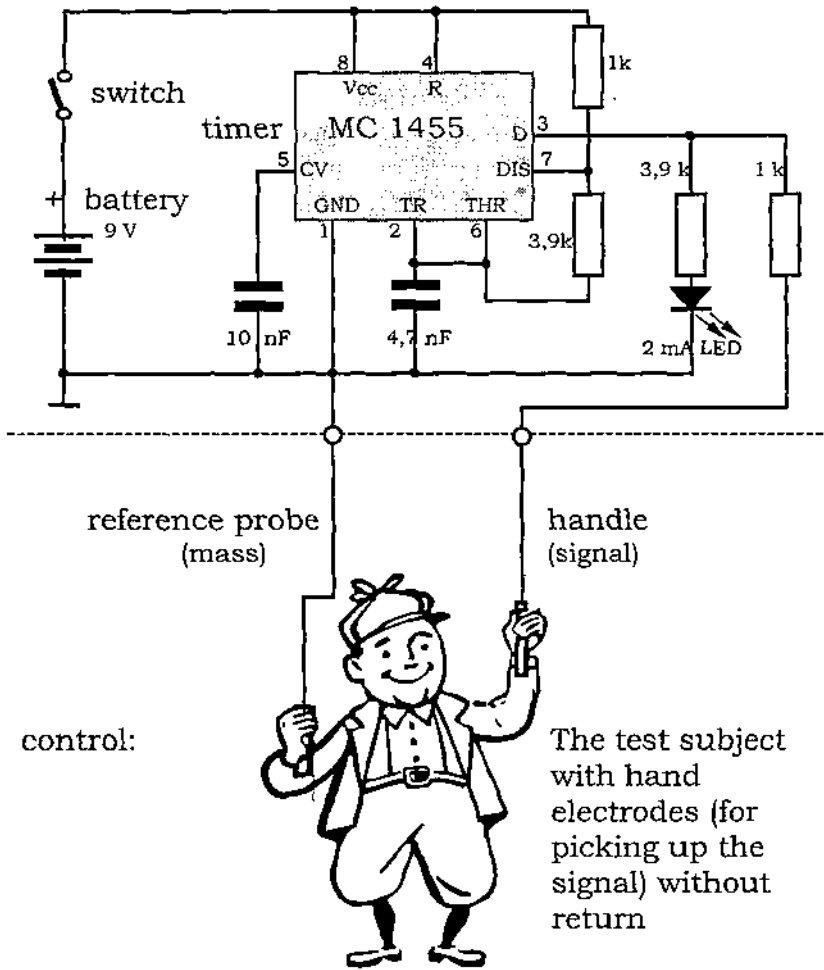 8
4
1k
switch
Vcc
R
timer
MC 1455
D
3
5
CV
DIS
7
3,9 k
1 k
+
battery
9 V
GND
TR
THR
1
2
6
3,9k
10 nF
4,7 nF
2 mA LED
reference probe
(mass)
handle
(signal)
control:
The test subject
with hand
electrodes (for
picking up the
signal) without
return